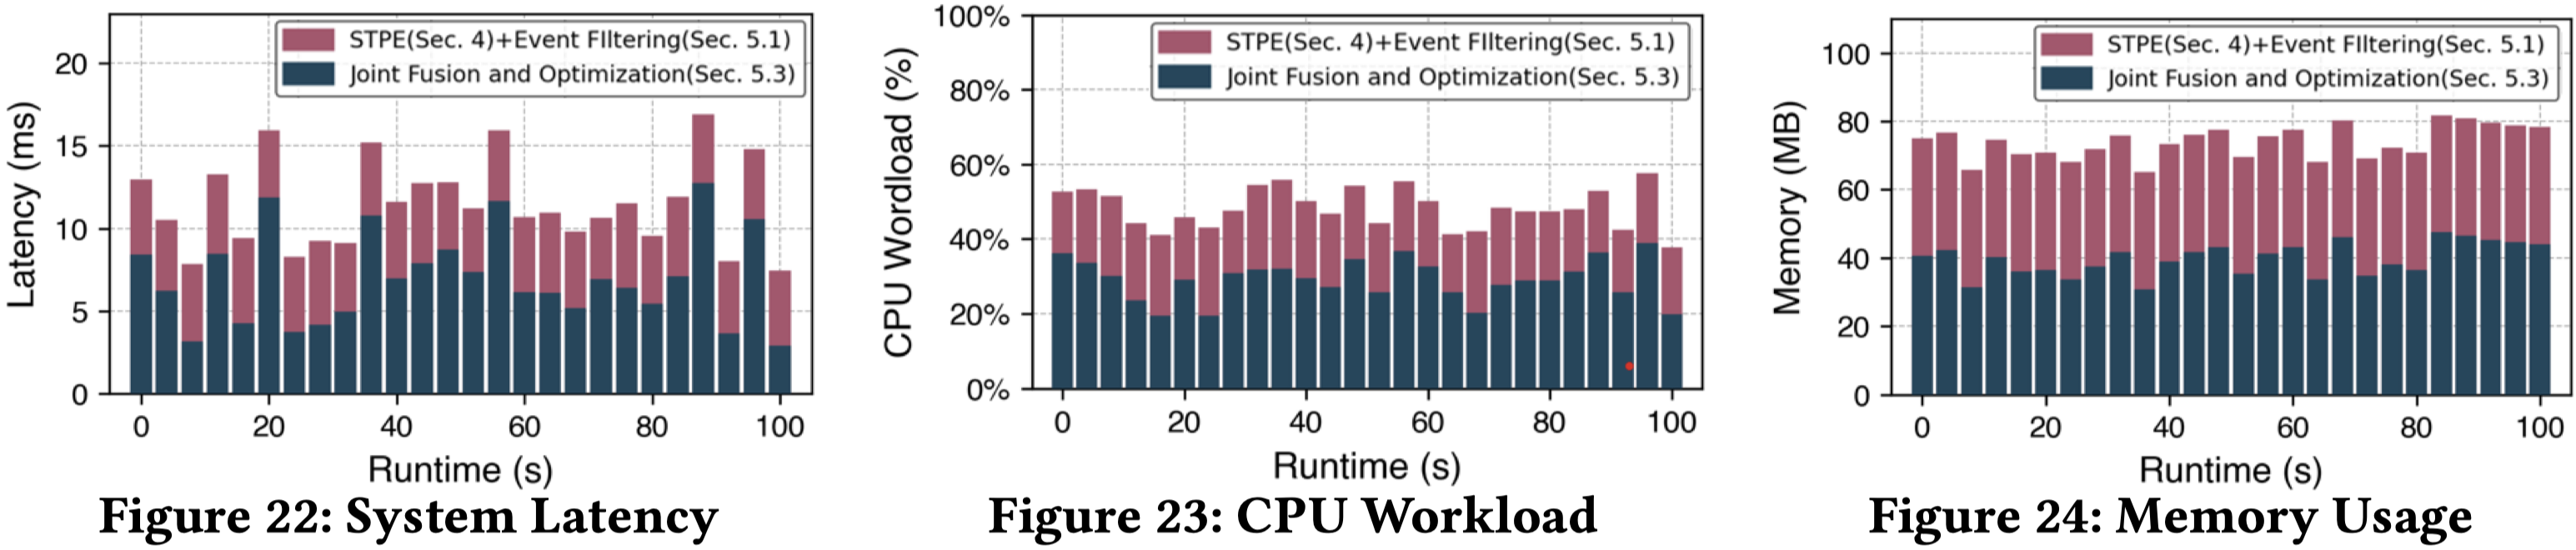 STPE(Sec. 4)+Event FIltering(Sec. 5.1)
Joint Fusion and Optimization(Sec. 5.3)
Latency (ms)
20
15
10
5
0
0 20 40 60 80 100
Runtime (s)
Figure 22: System Latency
STPE(Sec. 4)+Event FIltering(Sec. 5.1)
Joint Fusion and Optimization(Sec. 5.3)
CPU Wordload (%)
100%
80%
60%
40%
20%
0%
0 20 40 60 80 100
Runtime (s)
Figure 23: CPU Workload
STPE(Sec. 4)+Event FIltering(Sec. 5.1)
Joint Fusion and Optimization(Sec. 5.3)
Memory (MB)
100
80
60
40
20
0
0 20 40 60 80 100
Runtime (s)
Figure 24: Memory Usage